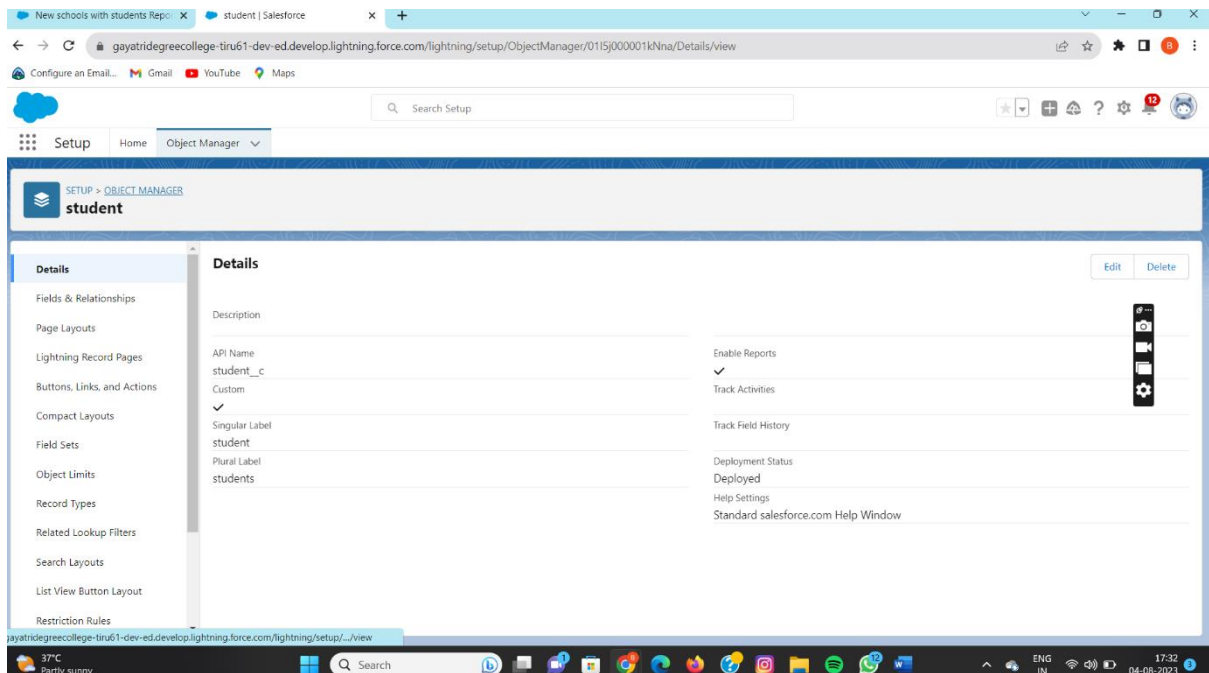 New schools with students Repor
student | Salesforce
gayatridegreecollege-tiru61-dev-ed.develop.lightning.force.com/lightning/setup/ObjectManager/01I5j000001kNna/Details/view
B
Configure an Email... Gmail YouTube Maps
Search Setup
12
Setup Home Object Manager
SETUP > OBJECT MANAGER
student
Details
Fields & Relationships
Page Layouts
Lightning Record Pages
Buttons, Links, and Actions
Compact Layouts
Field Sets
Object Limits
Record Types
Related Lookup Filters
Search Layouts
List View Button Layout
Restriction Rules
Details
Edit Delete
Description
API Name
student__c
Custom
Singular Label
student
Plural Label
students
Enable Reports
Track Activities
Track Field History
Deployment Status
Deployed
Help Settings
Standard salesforce.com Help Window
gayatridegreecollege-tiru61-dev-ed.develop.lightning.force.com/lightning/setup/.../view
37°C
Partly sunny
Search
12
ENG
IN
17:32
04-08-2023